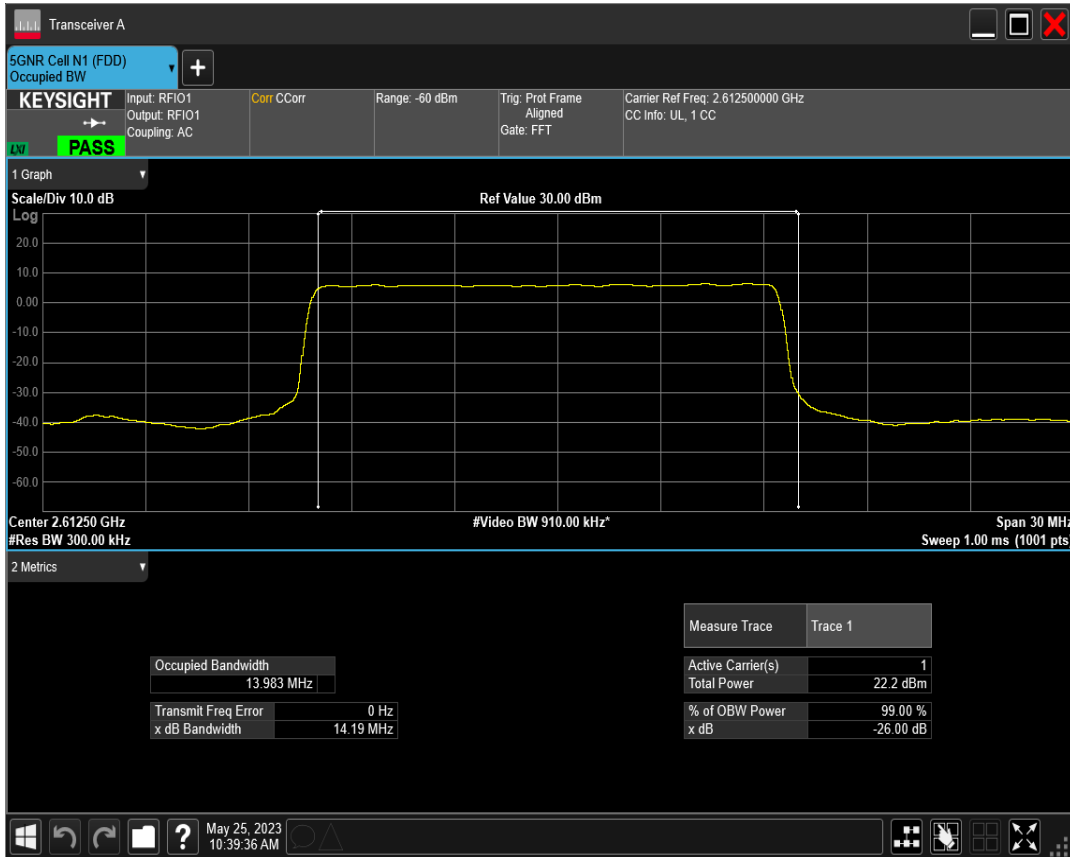 Transceiver A
5GNR Cell N1 (FDD)
Occupied BW
+
KEYSIGHT
LXI
PASS
Input: RFIO1
Output: RFIO1
Coupling: AC
Corr CCorr
Range: -60 dBm
Trig: Prot Frame
Aligned
Gate: FFT
Carrier Ref Freq: 2.612500000 GHz
CC Info: UL, 1 CC
1 Graph
Scale/Div 10.0 dB
Ref Value 30.00 dBm
Log
20.0
10.0
0.00
-10.0
-20.0
-30.0
-40.0
-50.0
-60.0
Center 2.61250 GHz
#Video BW 910.00 kHz*
Span 30 MHz
#Res BW 300.00 kHz
Sweep 1.00 ms (1001 pts)
2 Metrics
Measure Trace Trace 1
Occupied Bandwidth
13.983 MHz
Active Carrier(s) 1
Total Power 22.2 dBm
Transmit Freq Error 0 Hz
x dB Bandwidth 14.19 MHz
% of OBW Power 99.00 %
x dB -26.00 dB
?
May 25, 2023
10:39:36 AM